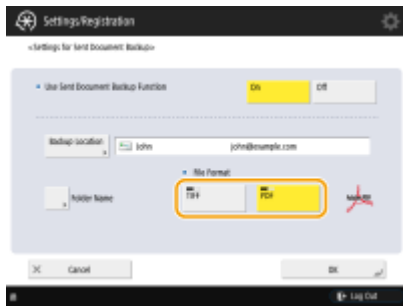 Settings/Registration
<Settings for Sent Document Backup>
Use Sent Document Backup Function
On
Off
Backup Location
John
john@example.com
File Format
Folder Name
TIFF
PDF
Cancel
OK
Log Out